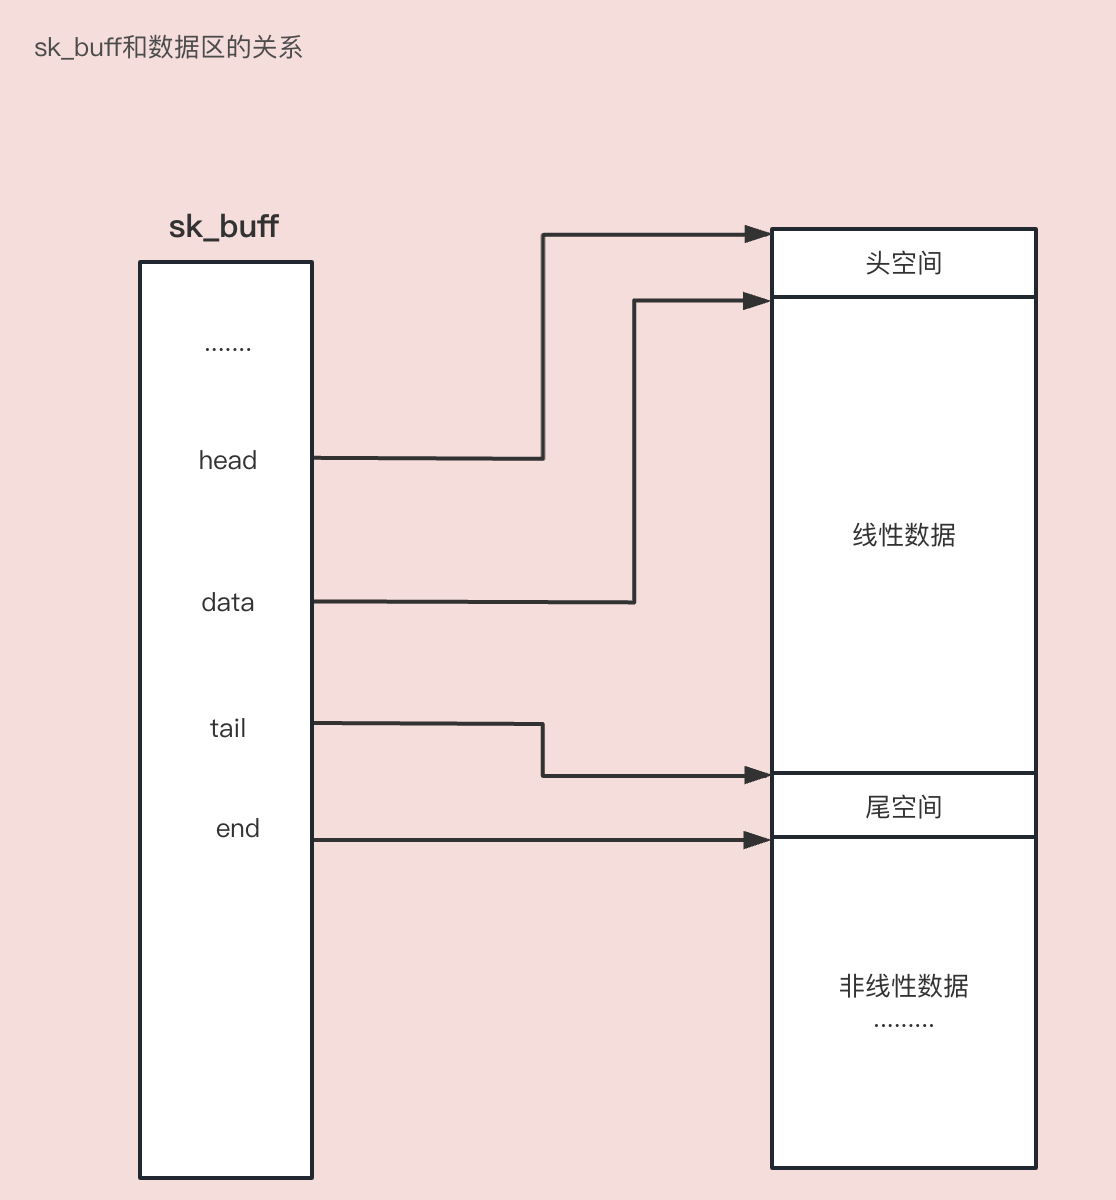 sk_buff和数据区的关系
sk_buff
.......
head
data
tail
end
头空间
线性数据
尾空间
非线性数据
.........